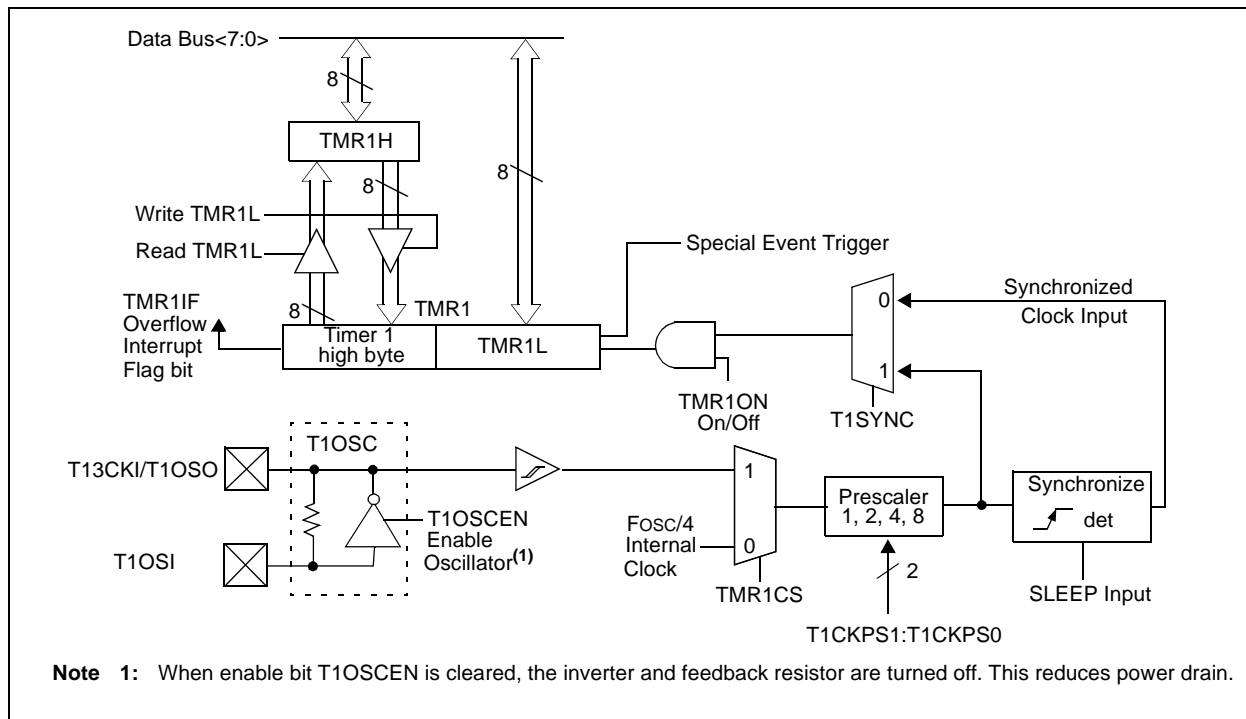 Data Bus<7:0>
8
TMR1H
8
8
Write TMR1L
Read TMR1L
Special Event Trigger
TMR1IF
Overflow
Interrupt
Flag bit
8
TMR1
Timer 1
high byte
TMR1L
0
1
Synchronized
Clock Input
TMR1ON
On/Off
T1SYNC
T1OSC
T13CKI/T1OSO
T1OSI
T1OSCEN
Enable
Oscillator(1)
1
0
FOSC/4
Internal
Clock
TMR1CS
Prescaler
1, 2, 4, 8
2
T1CKPS1:T1CKPS0
Synchronize
det
SLEEP Input
Note 1: When enable bit T1OSCEN is cleared, the inverter and feedback resistor are turned off. This reduces power drain.